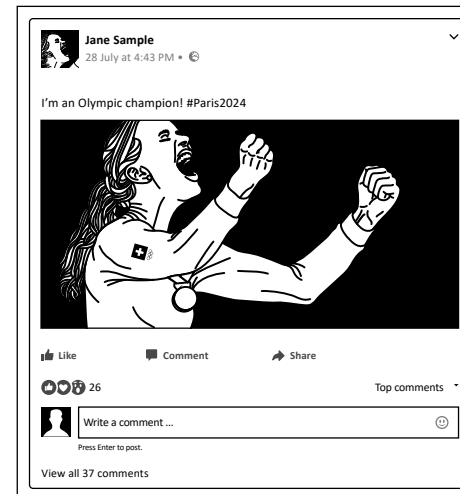 Jane Sample
28 July at 4:43 PM •
I'm an Olympic champion! #Paris2024
Like Comment Share
26 Top comments
Write a comment ...
Press Enter to post.
View all 37 comments